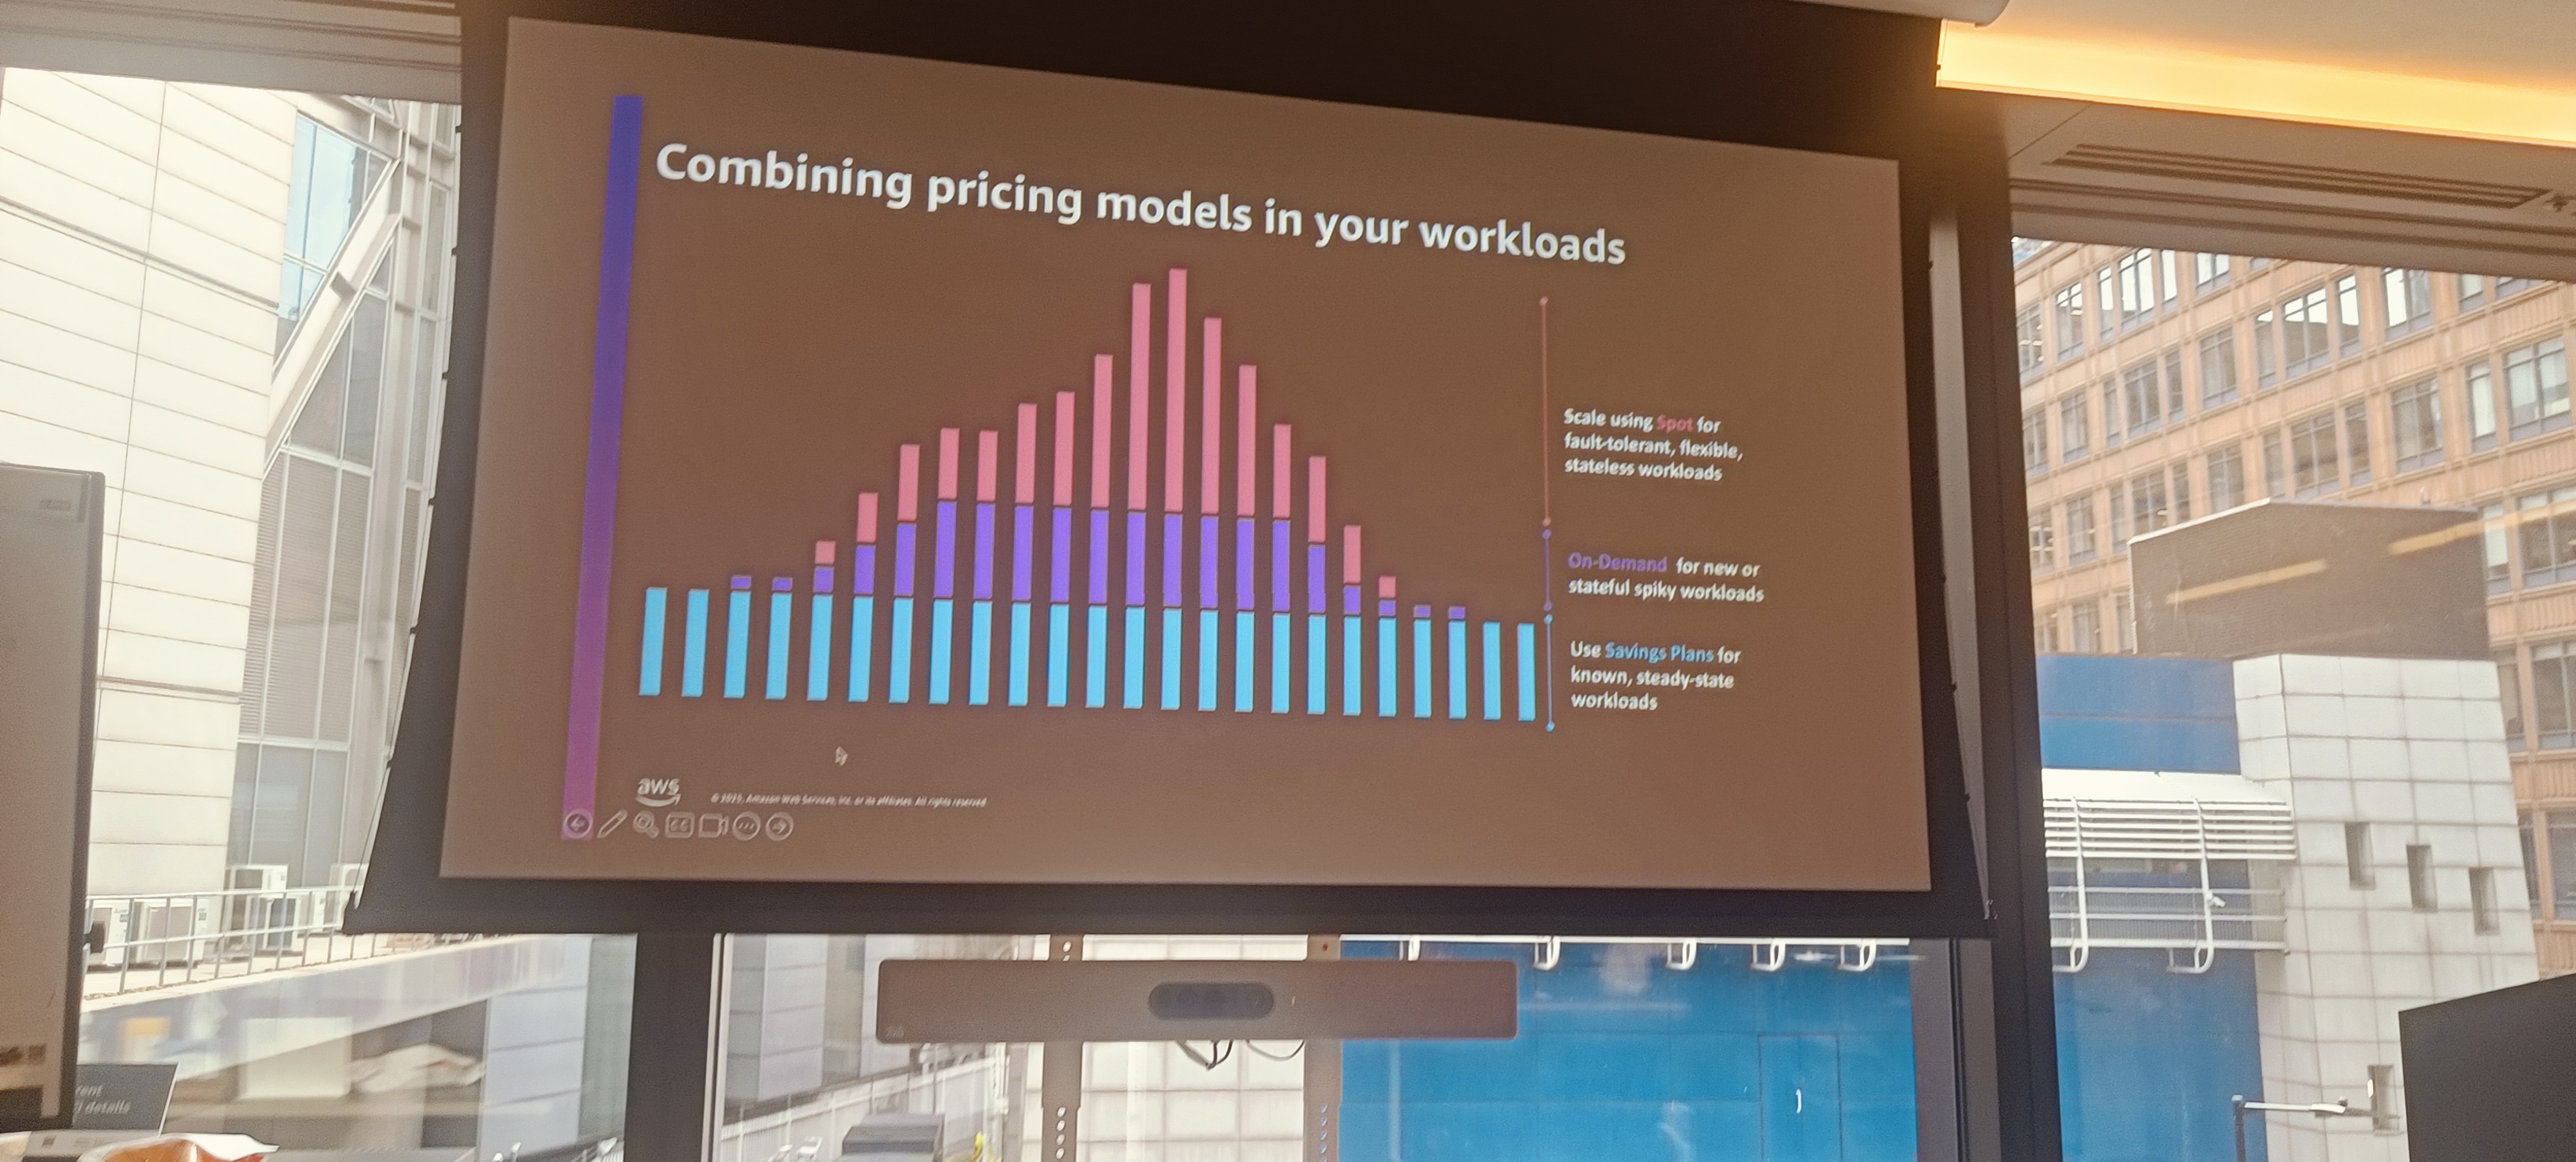 Combining pricing models in your workloads
Scale using Spot for
fault-tolerant, flexible,
stateless workloads
On-Demand for new or
stateful spiky workloads
Use Savings Plans for
known, steady-state
workloads
aws
Amazon Web Services, Inc. or its affiliates. All rights reserved.
details